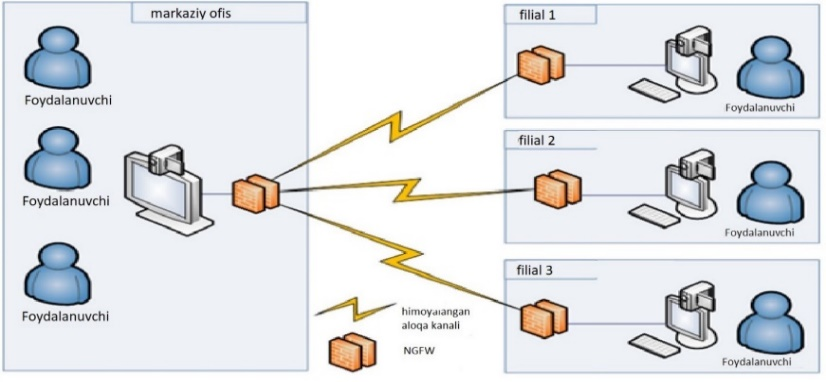 markaziy ofis
Foydalanuvchi
Foydalanuvchi
Foydalanuvchi
filial 1
Foydalanuvchi
filial 2
Foydalanuvchi
filial 3
Foydalanuvchi
himoyalangan
aloqa kanali
NGFW